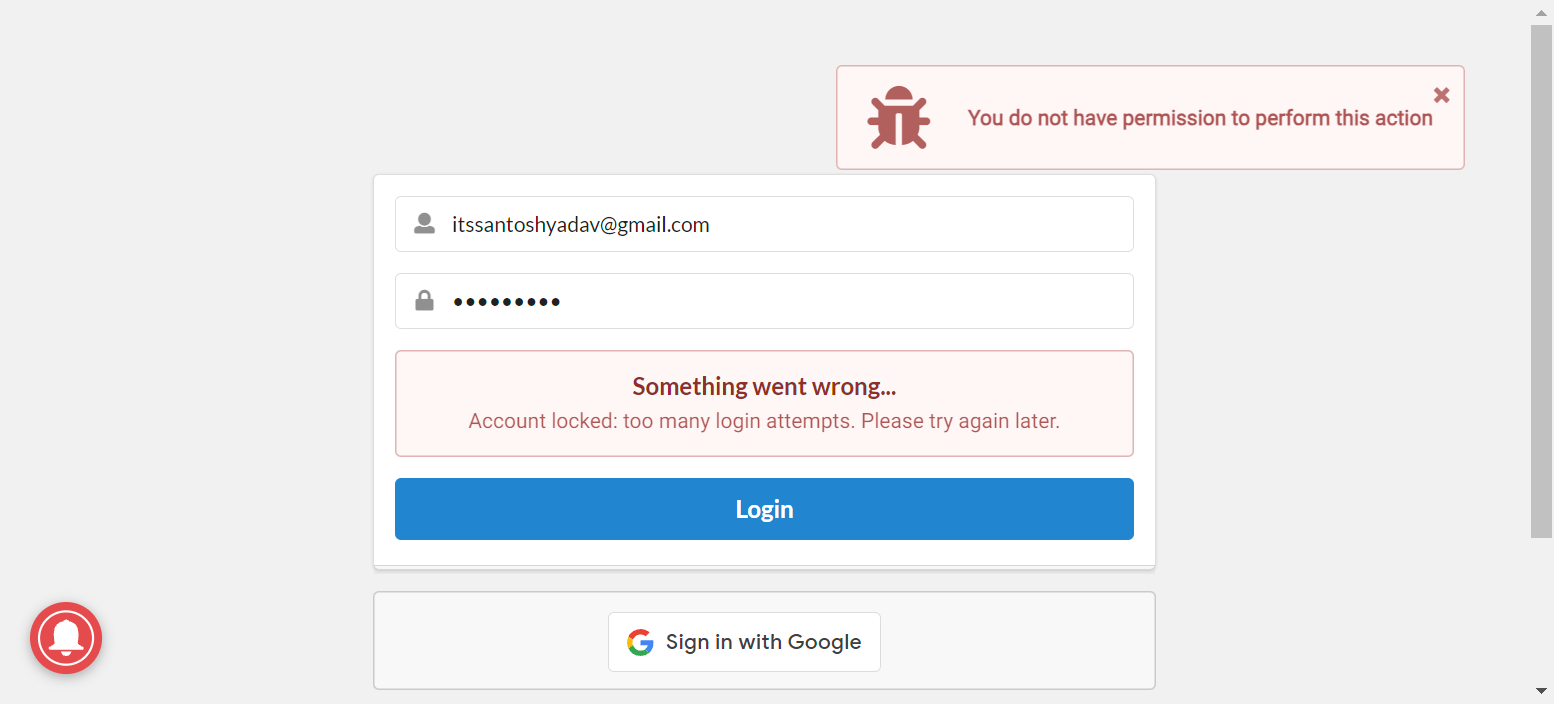 You do not have permission to perform this action
itssantoshyadav@gmail.com
•••••••••
Something went wrong...
Account locked: too many login attempts. Please try again later.
Login
Sign in with Google